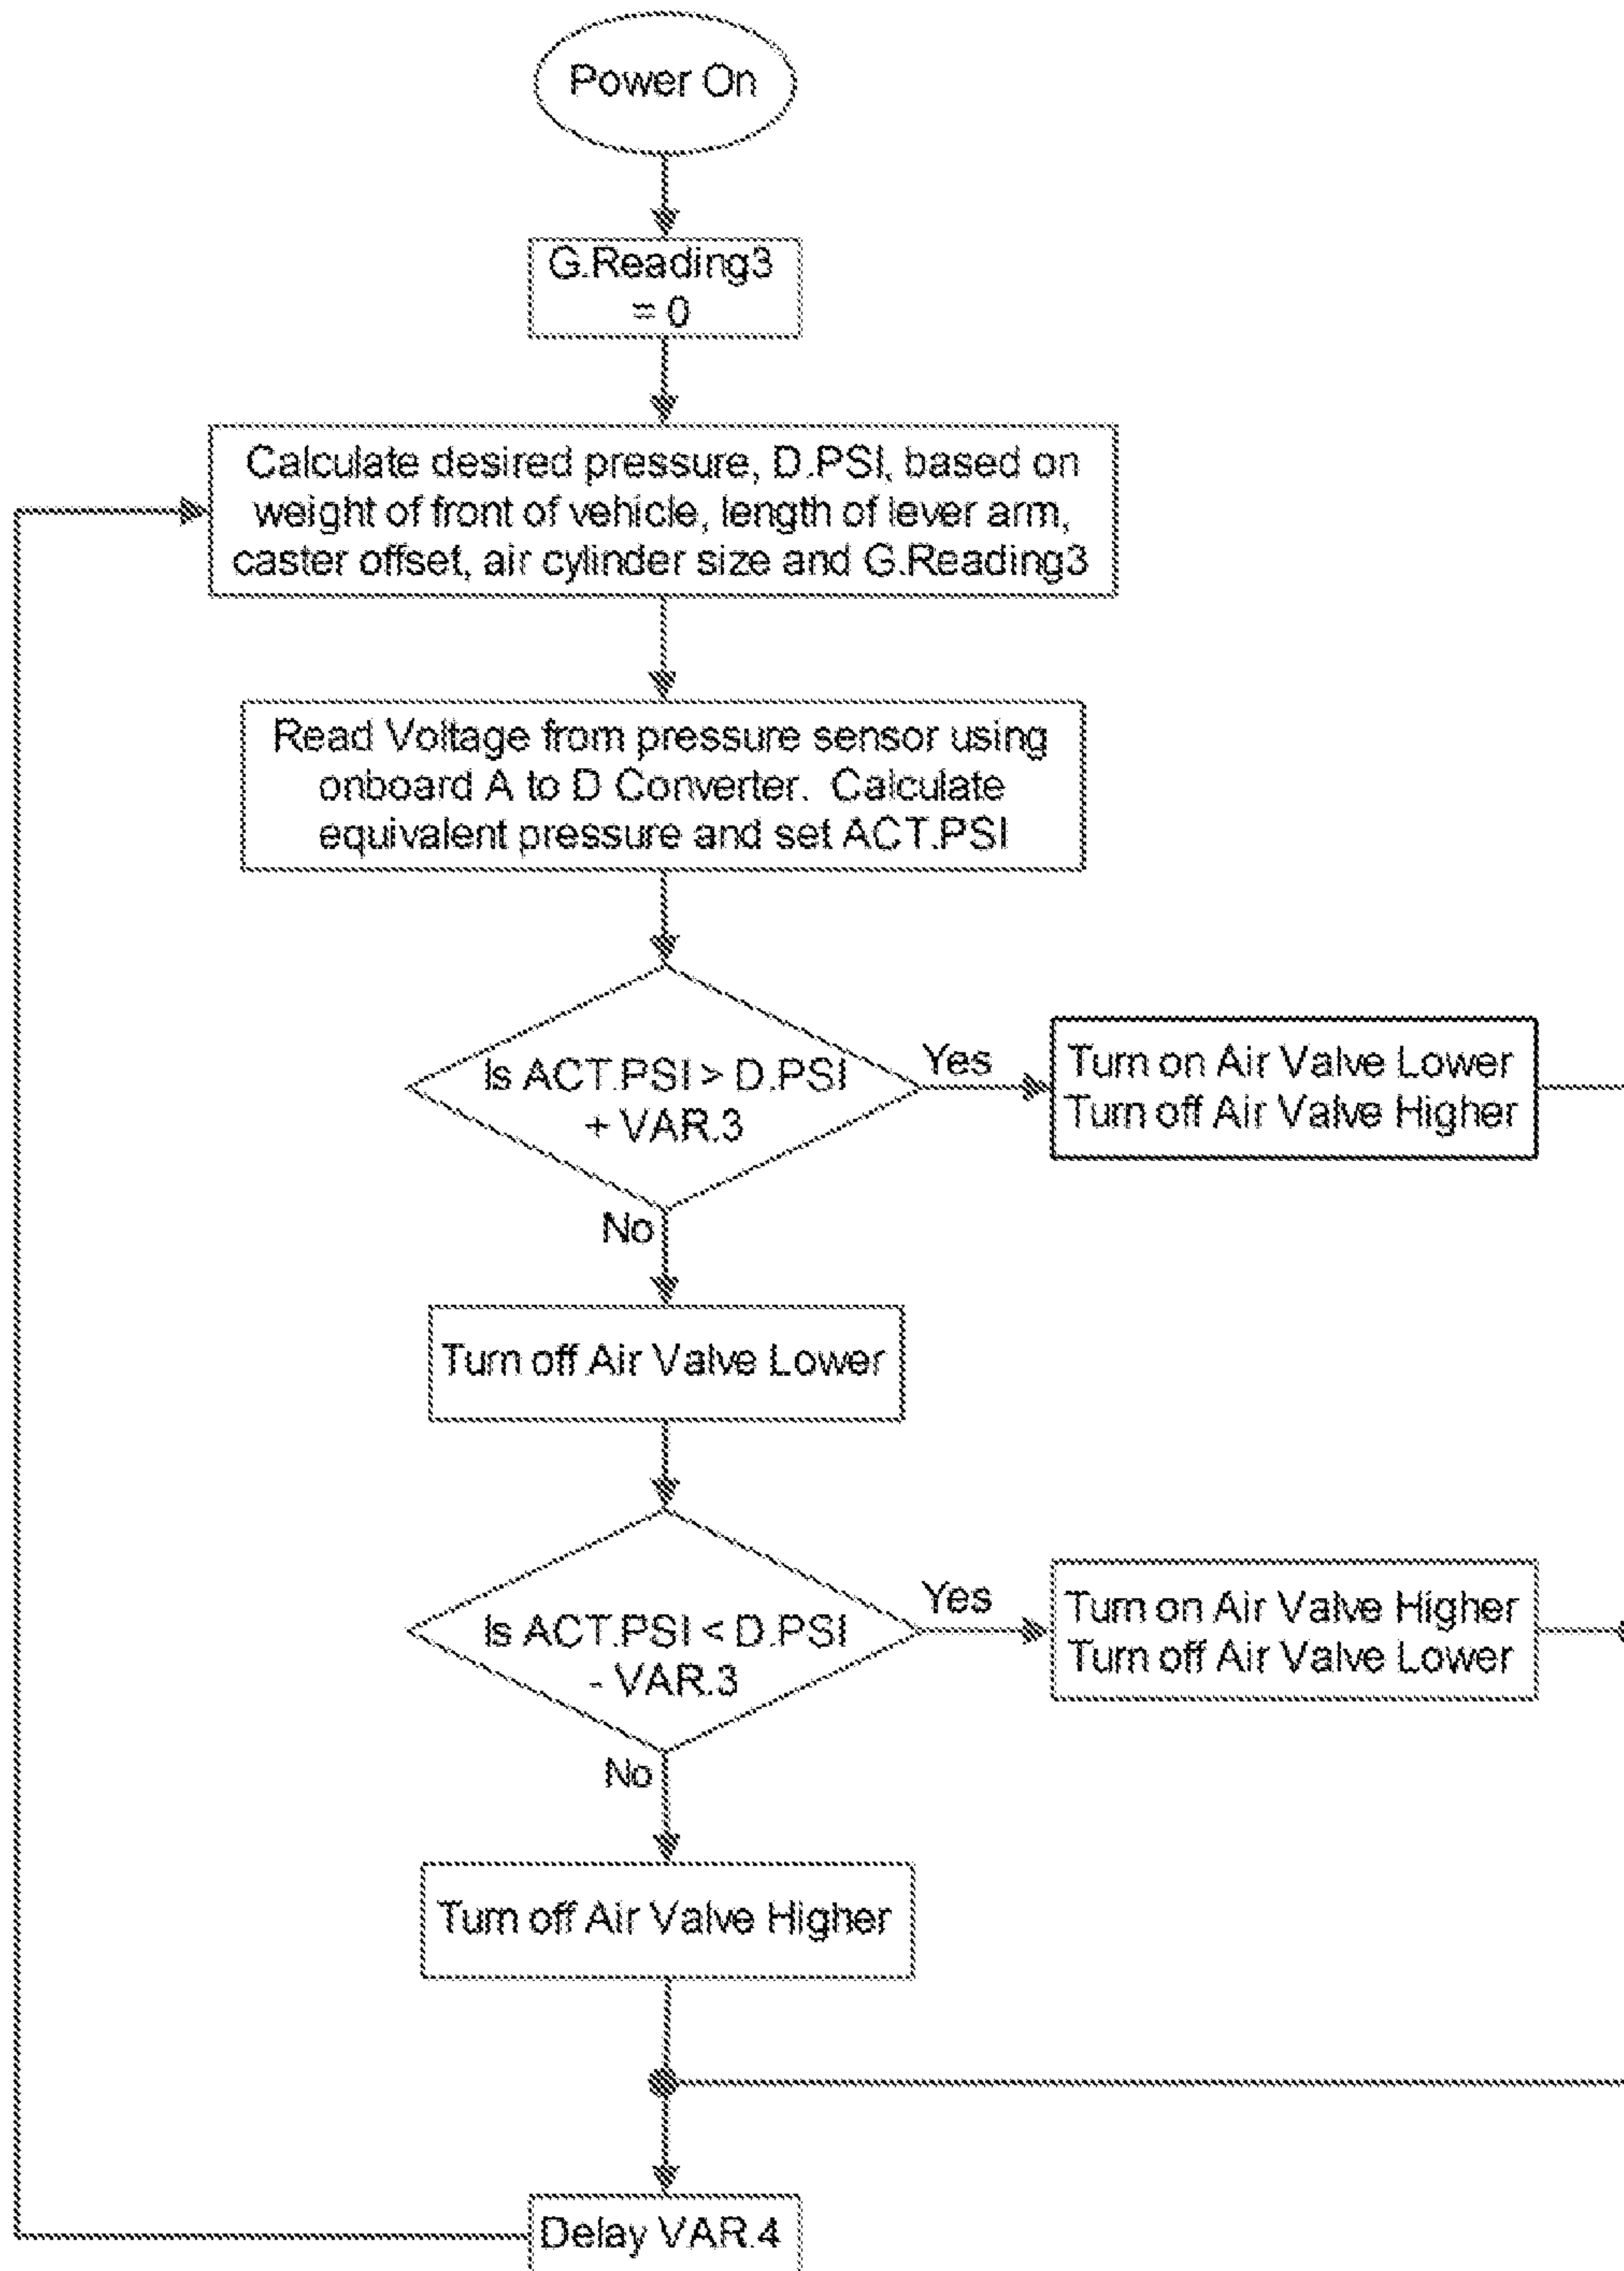 Power On
G.Reading3
= 0
Calculate desired pressure, D.PSI, based on
weight of front of vehicle, length of lever arm,
caster offset, air cylinder size and G.Reading3
Read Voltage from pressure sensor using
onboard A to D Converter. Calculate
equivalent pressure and set ACT.PSI
Is ACT.PSI > D.PSI
+ VAR.3
Yes
Turn on Air Valve Lower
Turn off Air Valve Higher
No
Turn off Air Valve Lower
Is ACT.PSI < D.PSI
- VAR.3
Yes
Turn on Air Valve Higher
Turn off Air Valve Lower
No
Turn off Air Valve Higher
Delay VAR.4